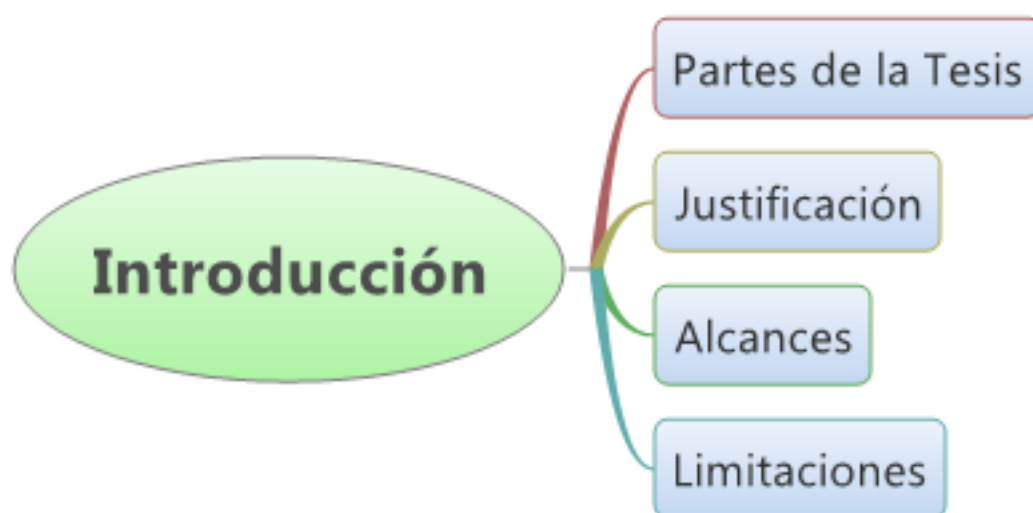 Introducción
Partes de la Tesis
Justificación
Alcances
Limitaciones